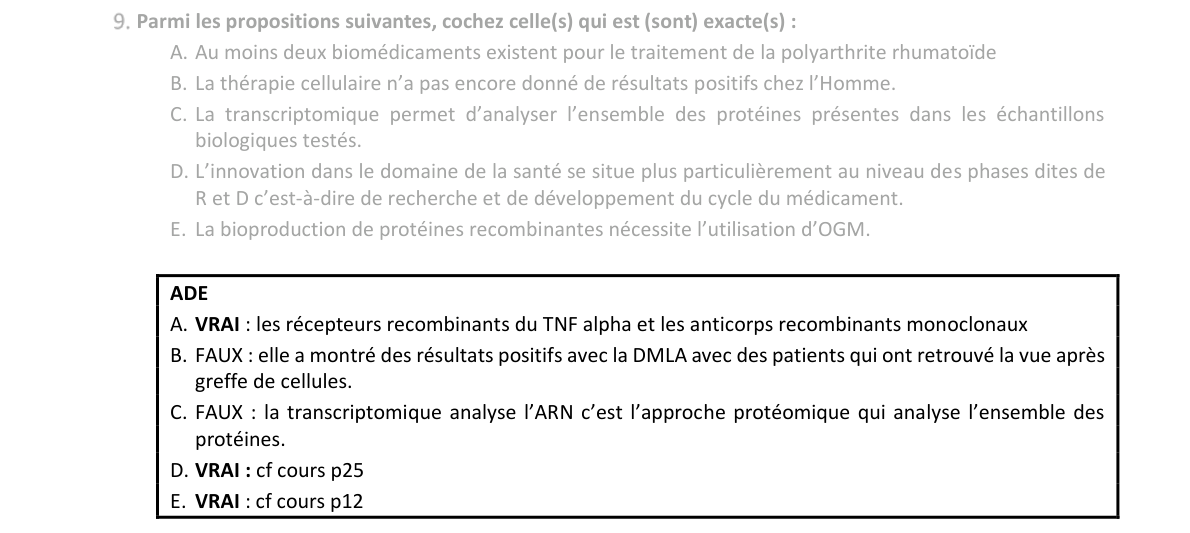 9. Parmi les propositions suivantes, cochez celle(s) qui est (sont) exacte(s) :
A. Au moins deux biomédicaments existent pour le traitement de la polyarthrite rhumatoïde
B. La thérapie cellulaire n’a pas encore donné de résultats positifs chez l’Homme.
C. La transcriptomique permet d’analyser l’ensemble des protéines présentes dans les échantillons
biologiques testés.
D. L’innovation dans le domaine de la santé se situe plus particulièrement au niveau des phases dites de
R et D c’est-à-dire de recherche et de développement du cycle du médicament.
E. La bioproduction de protéines recombinantes nécessite l’utilisation d’OGM.
ADE
A. VRAI : les récepteurs recombinants du TNF alpha et les anticorps recombinants monoclonaux
B. FAUX : elle a montré des résultats positifs avec la DMLA avec des patients qui ont retrouvé la vue après
greffe de cellules.
C. FAUX : la transcriptomique analyse l’ARN c’est l’approche protéomique qui analyse l’ensemble des
protéines.
D. VRAI : cf cours p25
E. VRAI : cf cours p12